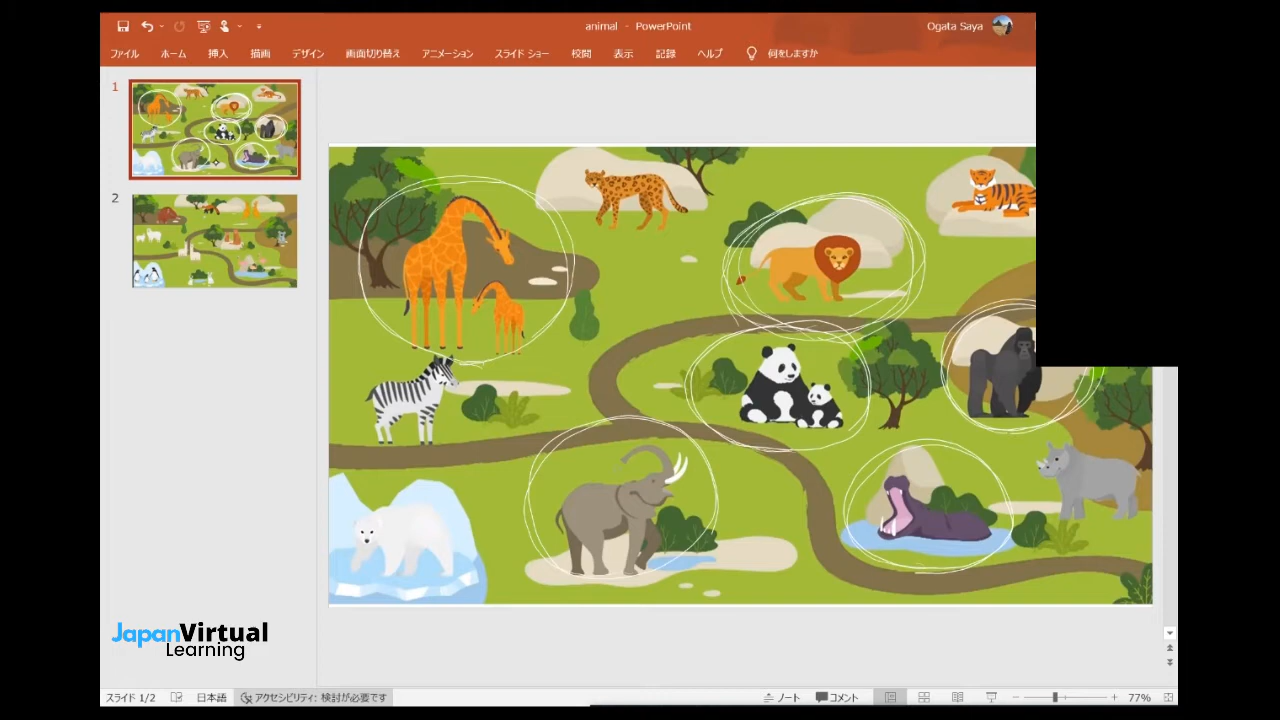 animal - PowerPoint
Ogata Saya
ファイル ホーム 挿入 描画 デザイン 画面切り替え アニメーション スライド ショー 校閲 表示 記録 ヘルプ 何をしますか
1
2
JapanVirtual
Learning
スライド 1/2 日本語 アクセシビリティ: 検討が必要です ノート コメント 77%